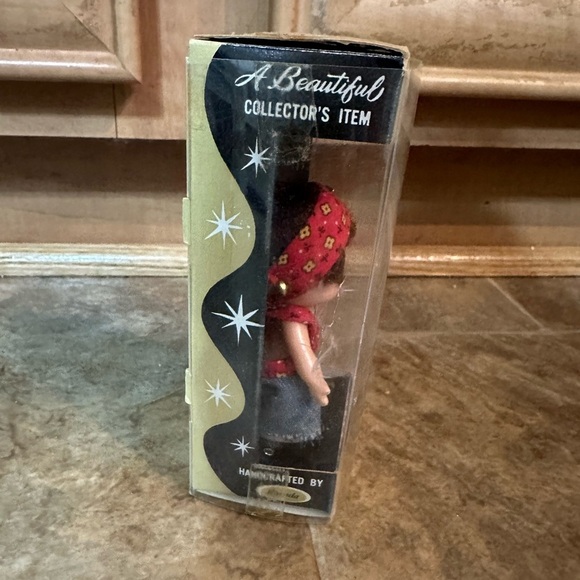 A Beautiful
COLLECTOR'S ITEM
HANDCRAFTED BY